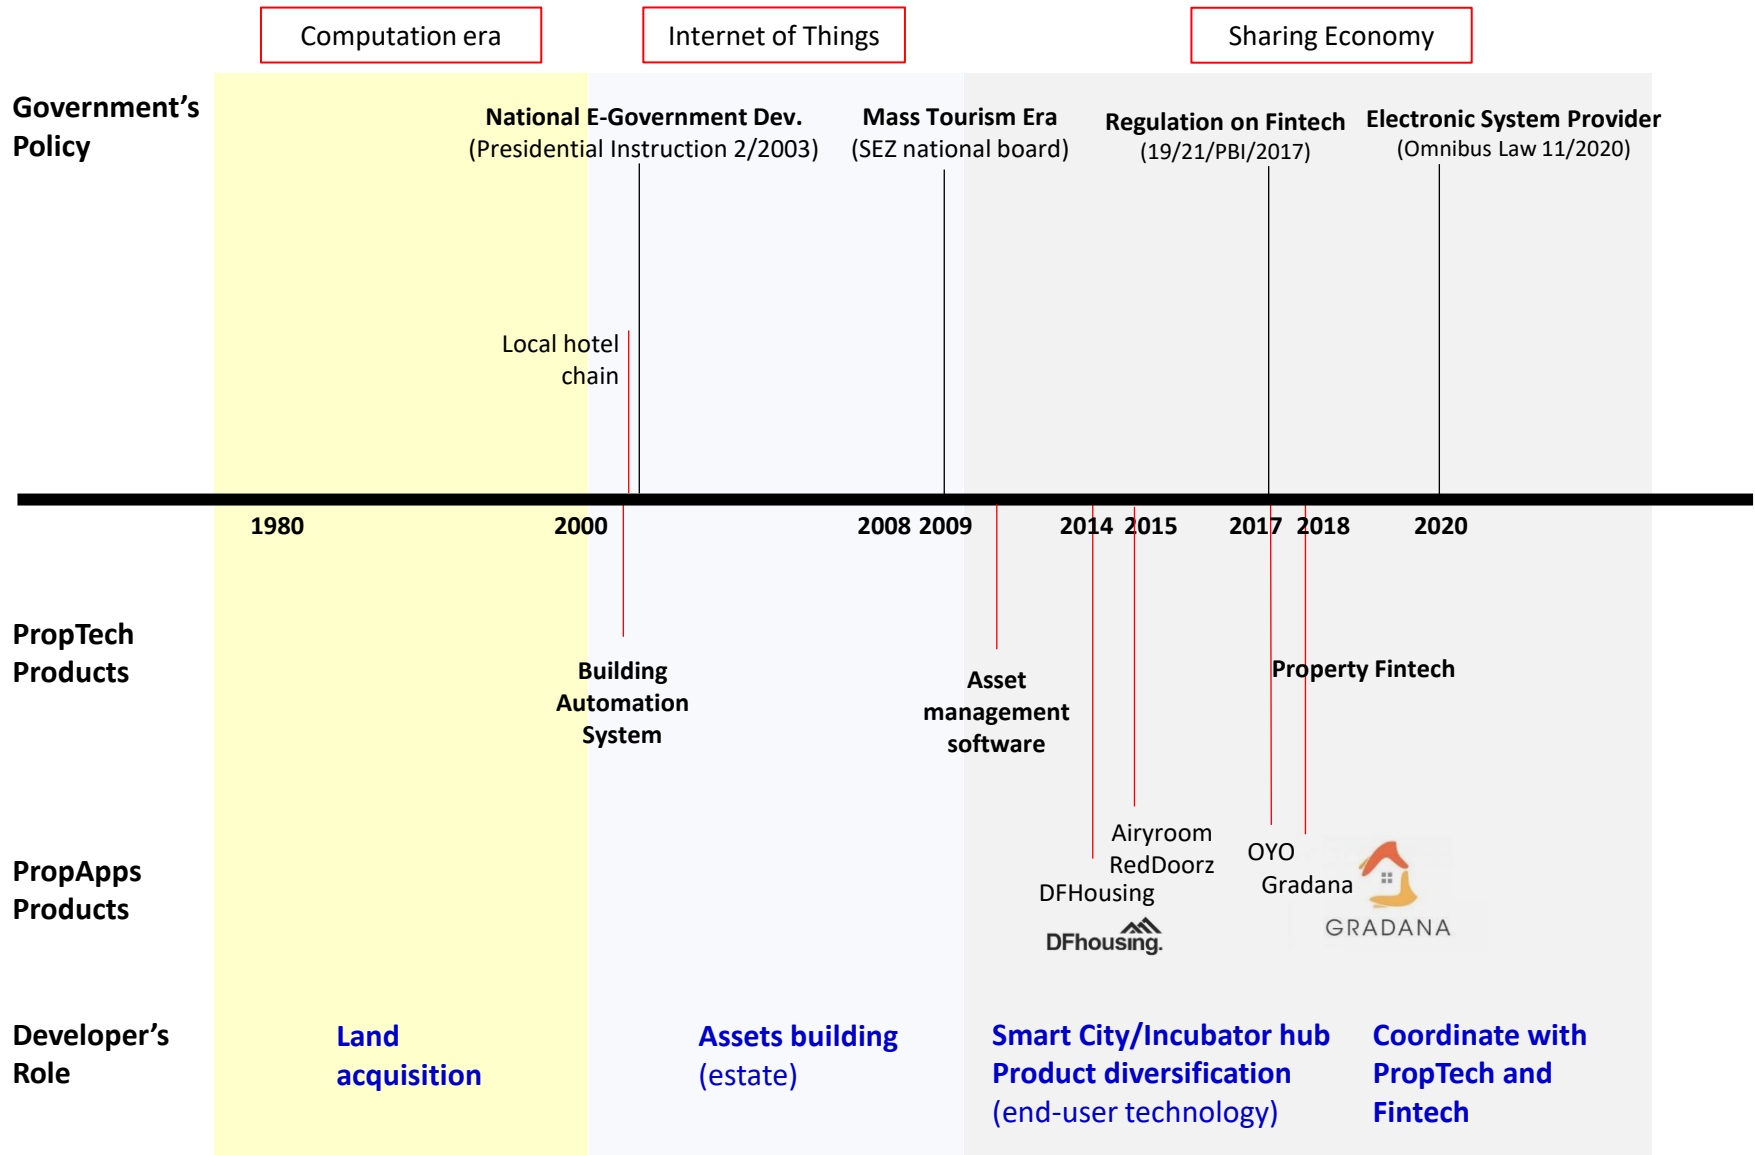 Computation era
Internet of Things
Sharing Economy
Government's
Policy
National E-Government Dev.
(Presidential Instruction 2/2003)
Mass Tourism Era
(SEZ national board)
Regulation on Fintech
(19/21/PBI/2017)
Electronic System Provider
(Omnibus Law 11/2020)
Local hotel
chain
1980
2000
2008 2009
2014 2015
2017 2018
2020
PropTech
Products
Building
Automation
System
Asset
management
software
Property Fintech
PropApps
Products
DFHousing
DFhousing.
Airyroom
RedDoorz
OYO
Gradana
GRADANA
Developer's
Role
Land
acquisition
Assets building
(estate)
Smart City/Incubator hub
Product diversification
(end-user technology)
Coordinate with
PropTech and
Fintech